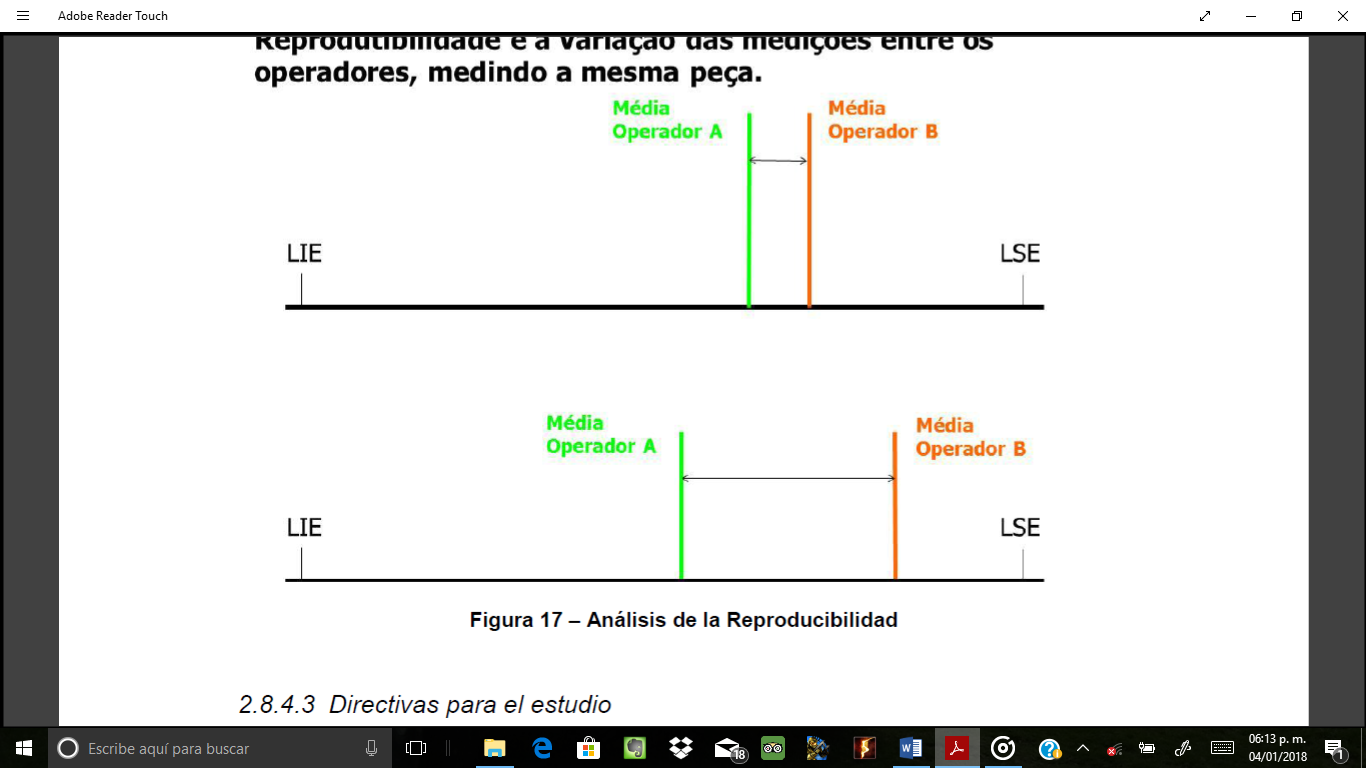 Adobe Reader Touch
Reprodutibilidade é a variação das medições entre os
operadores, medindo a mesma peça.
Média
Operador A
Média
Operador B
LIE
LSE
Média
Operador A
Média
Operador B
LIE
LSE
Figura 17 – Análisis de la Reproducibilidad
2.8.4.3 Directivas para el estudio
Escribe aquí para buscar
18
06:13 p. m.
04/01/2018
1